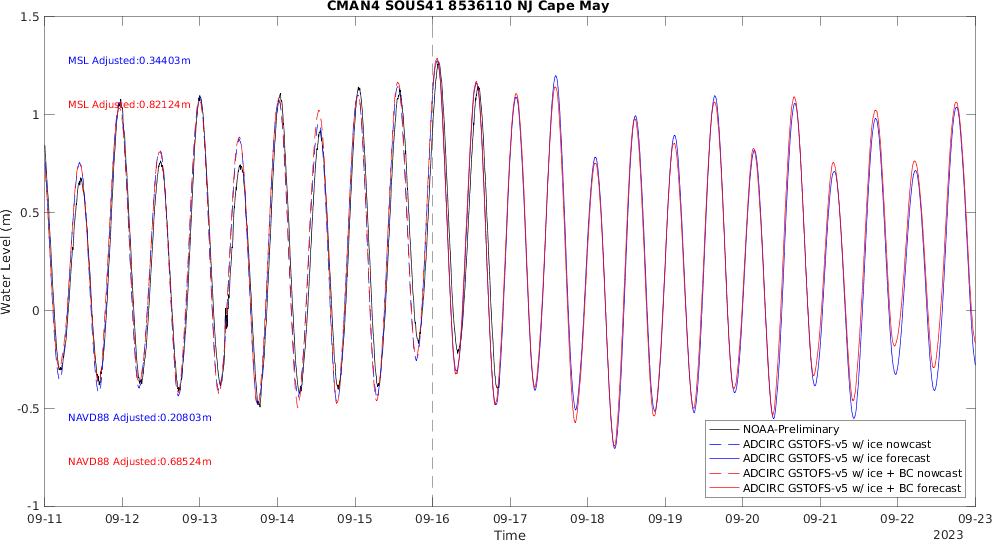 CMAN4 SOUS41 8536110 NJ Cape May
1.5
1
0.5
0
-0.5
-1
Water Level (m)
MSL Adjusted:0.34403m
MSL Adjusted:0.82124m
NAVD88 Adjusted:0.20803m
NAVD88 Adjusted:0.68524m
NOAA-Preliminary
ADCIRC GSTOFS-v5 w/ ice nowcast
ADCIRC GSTOFS-v5 w/ ice forecast
ADCIRC GSTOFS-v5 w/ ice + BC nowcast
ADCIRC GSTOFS-v5 w/ ice + BC forecast
09-11 09-12 09-13 09-14 09-15 09-16 09-17 09-18 09-19 09-20 09-21 09-22 09-23
Time
2023